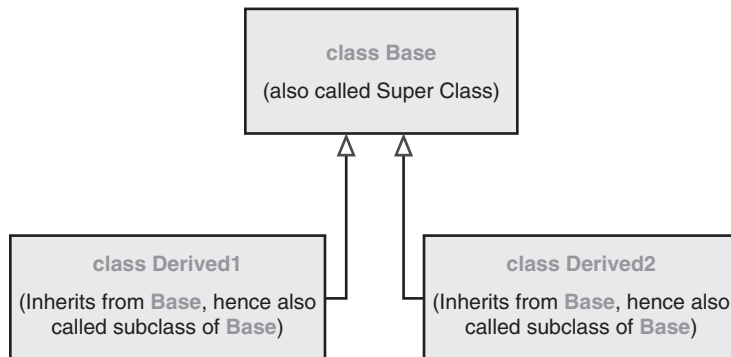 class Base
(also called Super Class)
class Derived1
(Inherits from Base, hence also
called subclass of Base)
class Derived2
(Inherits from Base, hence also
called subclass of Base)